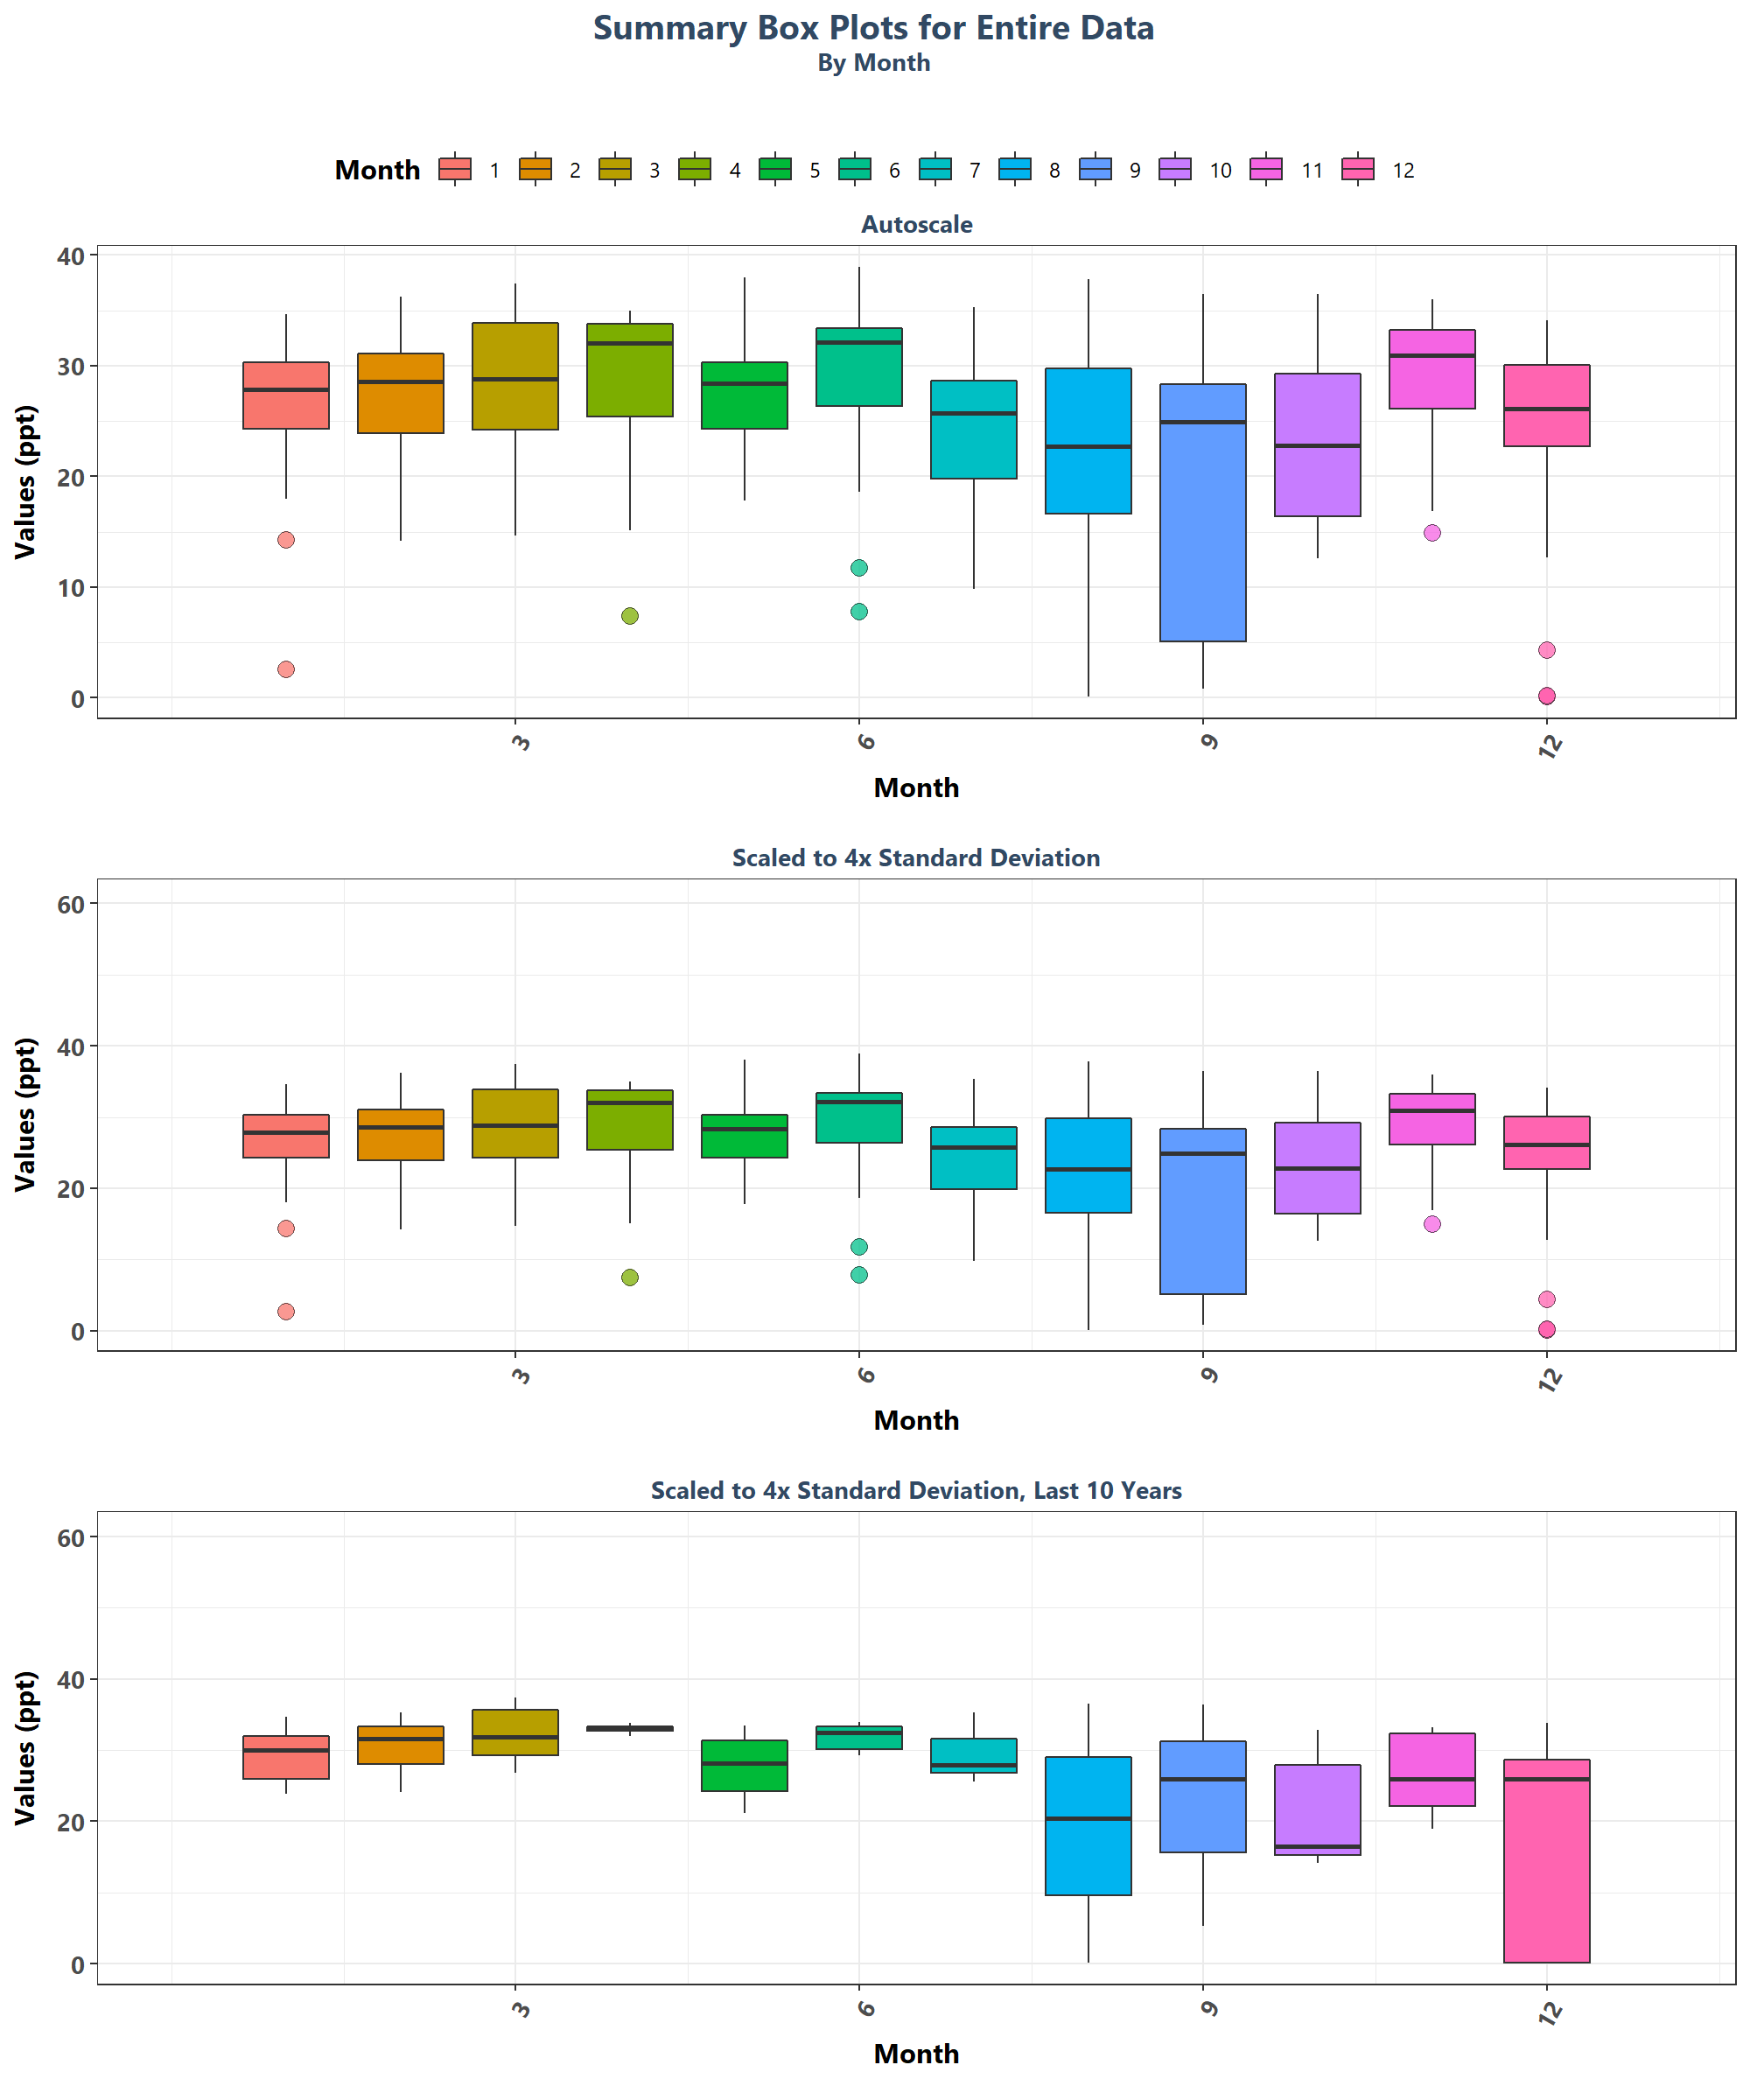 Summary Box Plots for Entire Data
By Month
Month 1 2 3 4 5 6 7 8 9 10 11 12
Autoscale
Values (ppt)
40
30
20
10
0
3 6 9 12
Month
Scaled to 4x Standard Deviation
Values (ppt)
60
40
20
0
3 6 9 12
Month
Scaled to 4x Standard Deviation, Last 10 Years
Values (ppt)
60
40
20
0
3 6 9 12
Month